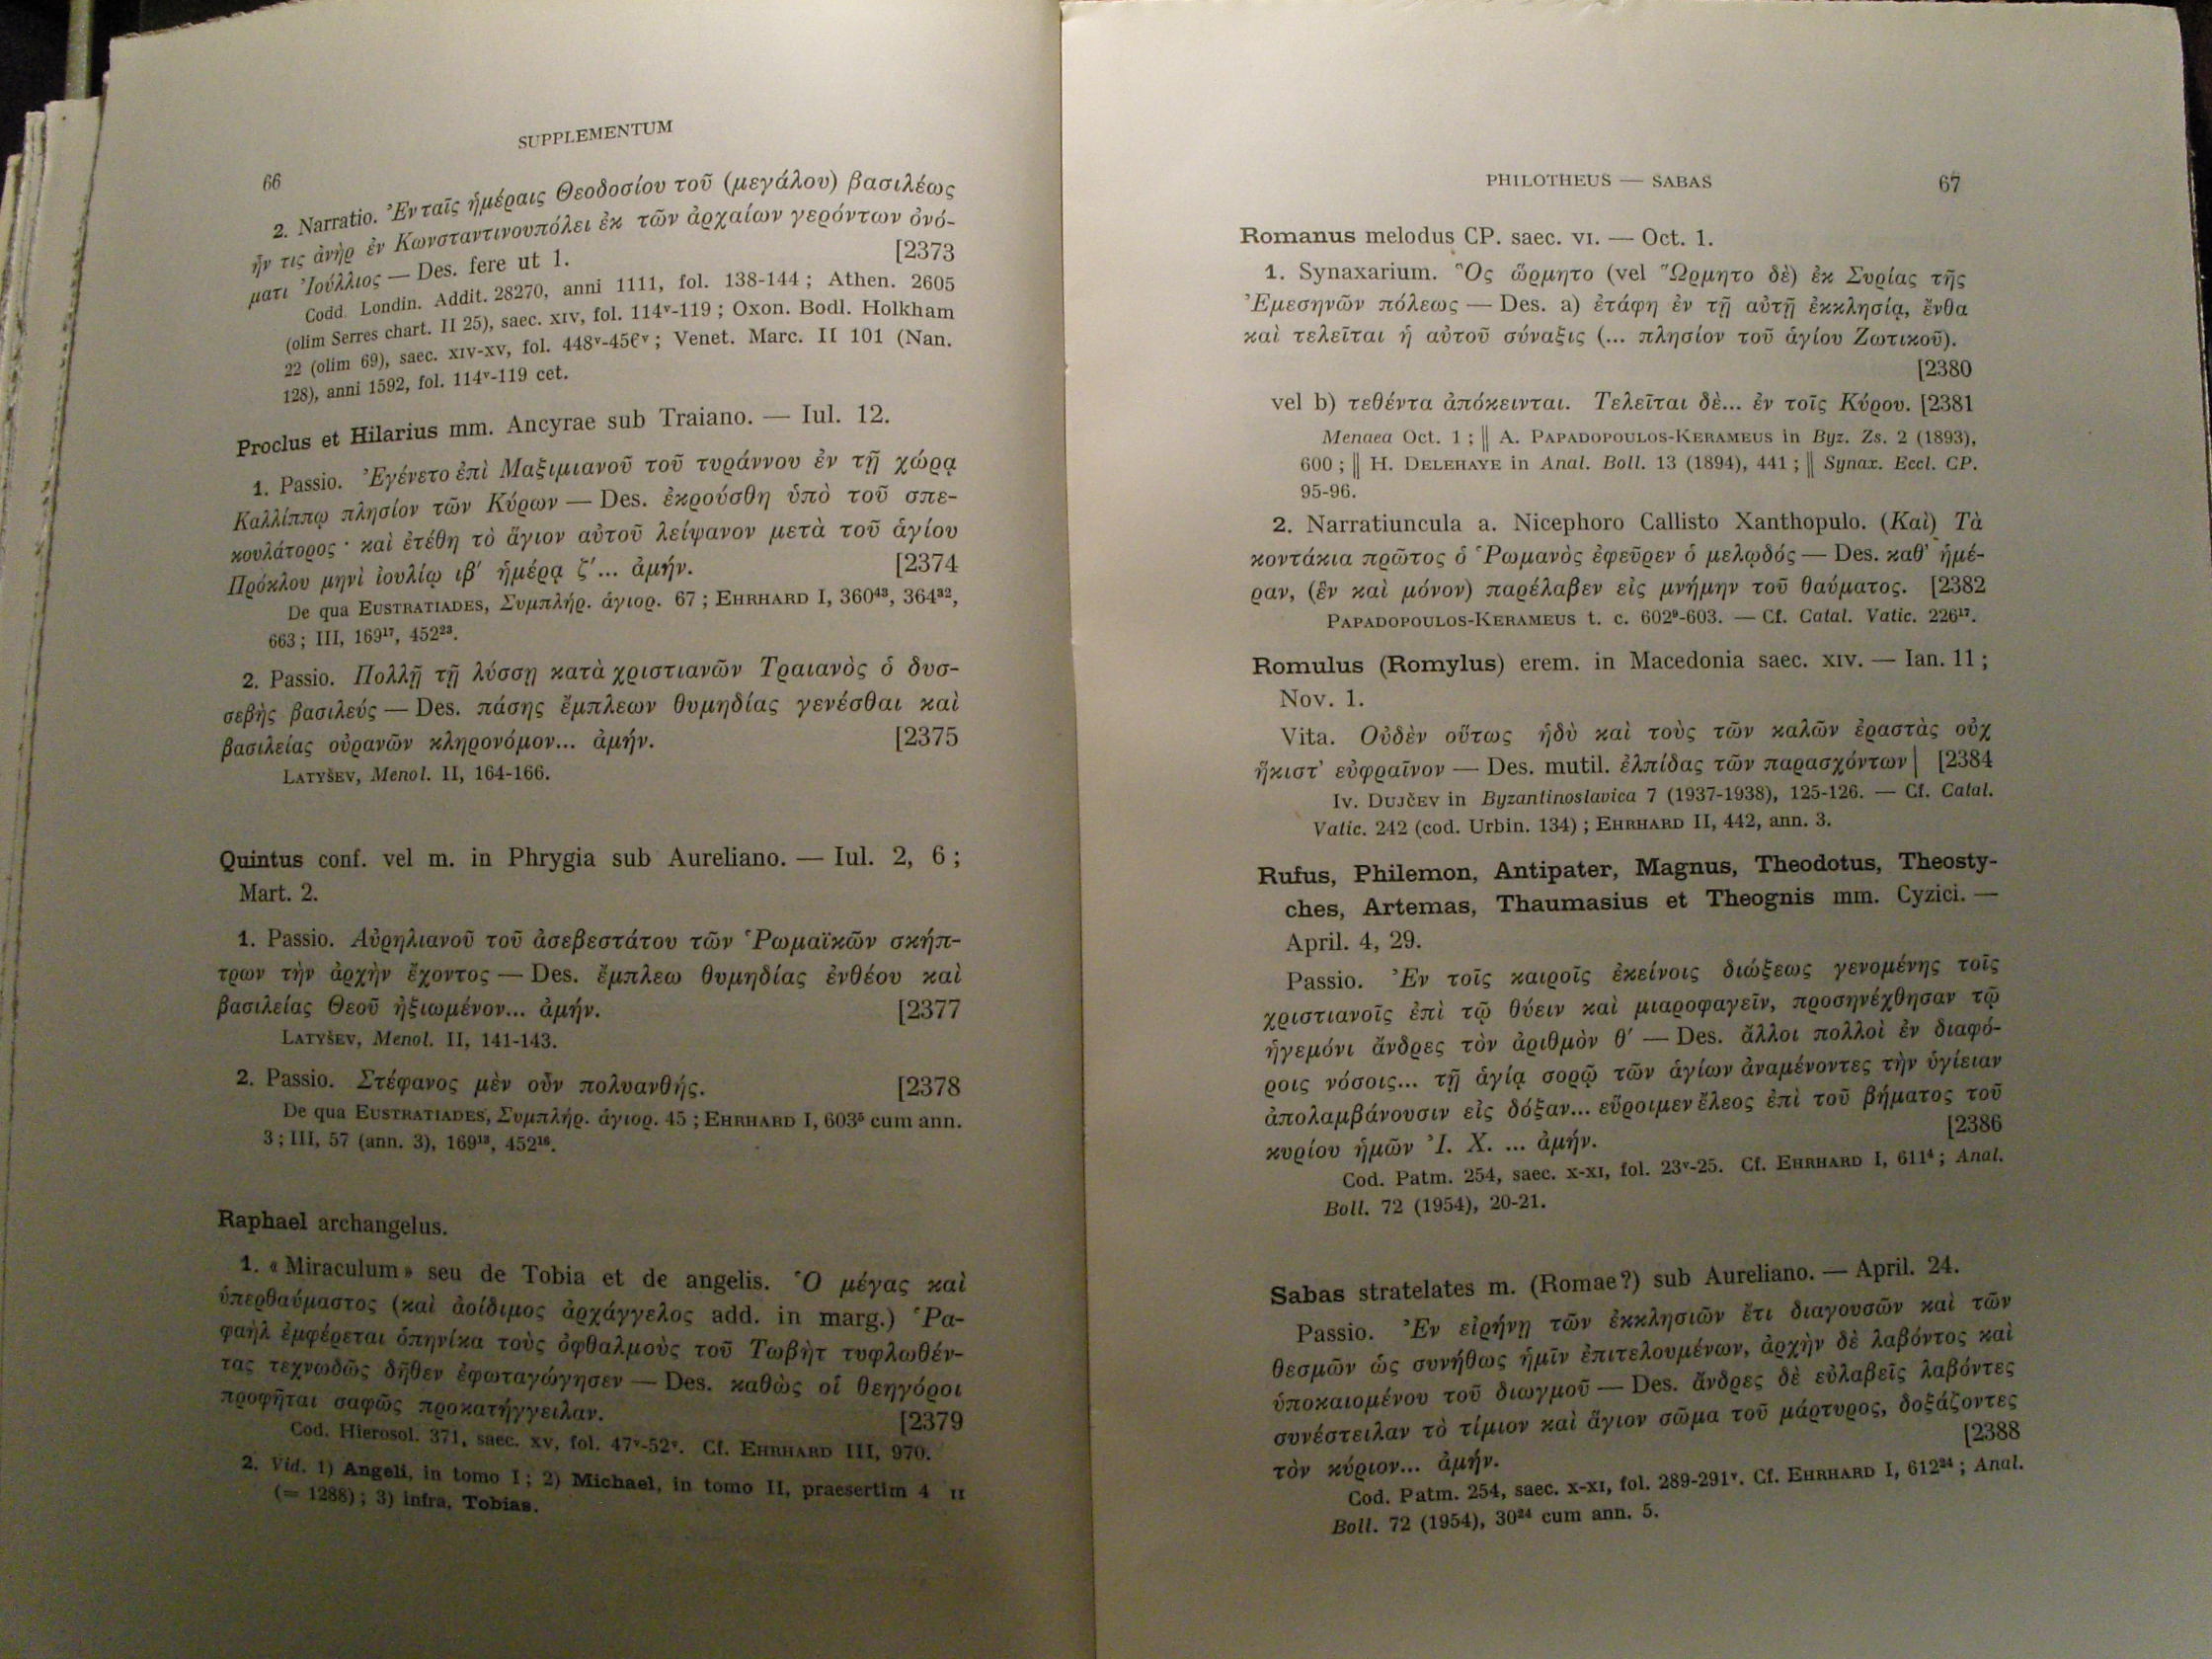 66
SUPPLEMENTUM
2. Narratio. Ἐν ταῖς ἡμέραις Θεοδοσίου τοῦ (μεγάλου) βασιλέως
ἦν τις ἀνὴρ ἐν Κωνσταντινουπόλει ἐκ τῶν ἀρχαίων γερόντων ὀνό-
ματι Ἰούλλιος — Des. fere ut 1. [2373
Codd. Londin. Addit. 28270, anni 1111, fol. 138-144 ; Athen. 2605
(olim Serres chart. II 25), saec. XIV, fol. 114ᵛ-119 ; Oxon. Bodl. Holkham
22 (olim 69), saec. XIV-XV, fol. 448ᵛ-456ᵛ ; Venet. Marc. II 101 (Nan.
128), anni 1592, fol. 114ᵛ-119 cet.
Proclus et Hilarius mm. Ancyrae sub Traiano. — Iul. 12.
1. Passio. Ἐγένετο ἐπὶ Μαξιμιανοῦ τοῦ τυράννου ἐν τῇ χώρᾳ
Καλλίππῳ πλησίον τῶν Κύρων — Des. ἐκρούσθη ὑπὸ τοῦ σπε-
κουλάτορος · καὶ ἐτέθη τὸ ἅγιον αὐτοῦ λείψανον μετὰ τοῦ ἁγίου
Πρόκλου μηνὶ ἰουλίῳ ιβʹ ἡμέρᾳ ζʹ... ἀμήν. [2374
De qua EUSTRATIADES, Συμπλήρ. ἁγιορ. 67 ; EHRHARD I, 360⁴³, 364³²,
663 ; III, 169¹⁷, 452²³.
2. Passio. Πολλῇ τῇ λύσσῃ κατὰ χριστιανῶν Τραιανὸς ὁ δυσ-
σεβὴς βασιλεύς — Des. πάσης ἔμπλεων θυμηδίας γενέσθαι καὶ
βασιλείας οὐρανῶν κληρονόμον... ἀμήν. [2375
LATYŠEV, Menol. II, 164-166.
Quintus conf. vel m. in Phrygia sub Aureliano. — Iul. 2, 6 ;
Mart. 2.
1. Passio. Αὐρηλιανοῦ τοῦ ἀσεβεστάτου τῶν Ῥωμαϊκῶν σκήπ-
τρων τὴν ἀρχὴν ἔχοντος — Des. ἔμπλεω θυμηδίας ἐνθέου καὶ
βασιλείας Θεοῦ ἠξιωμένον... ἀμήν. [2377
LATYŠEV, Menol. II, 141-143.
2. Passio. Στέφανος μὲν οὖν πολυανθής. [2378
De qua EUSTRATIADES, Συμπλήρ. ἁγιορ. 45 ; EHRHARD I, 603⁵ cum ann.
3 ; III, 57 (ann. 3), 169¹³, 452¹⁶.
Raphael archangelus.
1. « Miraculum » seu de Tobia et de angelis. Ὁ μέγας καὶ
ὑπερθαύμαστος (καὶ ἀοίδιμος ἀρχάγγελος add. in marg.) Ῥα-
φαὴλ ἐμφέρεται ὁπηνίκα τοὺς ὀφθαλμοὺς τοῦ Τωβὴτ τυφλωθέν-
τας τεχνωδῶς δῆθεν ἐφωταγώγησεν — Des. καθὼς οἱ θεηγόροι
προφῆται σαφῶς προκατήγγειλαν. [2379
Cod. Hierosol. 371, saec. XV, fol. 47ᵛ-52ᵛ. Cf. EHRHARD III, 970.
2. Vid. 1) Angeli, in tomo I ; 2) Michael, in tomo II, praesertim 4 II
(= 1288) ; 3) infra, Tobias.
PHILOTHEUS — SABAS
67
Romanus melodus CP. saec. VI. — Oct. 1.
1. Synaxarium. Ὃς ὥρμητο (vel Ὥρμητο δὲ) ἐκ Συρίας τῆς
Ἐμεσηνῶν πόλεως — Des. a) ἐτάφη ἐν τῇ αὐτῇ ἐκκλησίᾳ, ἔνθα
καὶ τελεῖται ἡ αὐτοῦ σύναξις (... πλησίον τοῦ ἁγίου Ζωτικοῦ).
[2380
vel b) τεθέντα ἀπόκεινται. Τελεῖται δὲ... ἐν τοῖς Κύρου. [2381
Menaea Oct. 1 ; ‖ A. PAPADOPOULOS-KERAMEUS in Byz. Zs. 2 (1893),
600 ; ‖ H. DELEHAYE in Anal. Boll. 13 (1894), 441 ; ‖ Synax. Eccl. CP.
95-96.
2. Narratiuncula a. Nicephoro Callisto Xanthopulo. (Καὶ) Τὰ
κοντάκια πρῶτος ὁ Ῥωμανὸς ἐφεῦρεν ὁ μελῳδός — Des. καθ' ἡμέ-
ραν, (ἓν καὶ μόνον) παρέλαβεν εἰς μνήμην τοῦ θαύματος. [2382
PAPADOPOULOS-KERAMEUS t. c. 602⁹-603. — Cf. Catal. Vatic. 226¹⁷.
Romulus (Romylus) erem. in Macedonia saec. XIV. — Ian. 11 ;
Nov. 1.
Vita. Οὐδὲν οὕτως ἡδὺ καὶ τοὺς τῶν καλῶν ἐραστὰς οὐχ
ἥκιστ' εὐφραῖνον — Des. mutil. ἐλπίδας τῶν παρασχόντων| [2384
Iv. DUJČEV in Byzantinoslavica 7 (1937-1938), 125-126. — Cf. Catal.
Vatic. 242 (cod. Urbin. 134) ; EHRHARD II, 442, ann. 3.
Rufus, Philemon, Antipater, Magnus, Theodotus, Theosty-
ches, Artemas, Thaumasius et Theognis mm. Cyzici. —
April. 4, 29.
Passio. Ἐν τοῖς καιροῖς ἐκείνοις διώξεως γενομένης τοῖς
χριστιανοῖς ἐπὶ τῷ θύειν καὶ μιαροφαγεῖν, προσηνέχθησαν τῷ
ἡγεμόνι ἄνδρες τὸν ἀριθμὸν θʹ — Des. ἄλλοι πολλοὶ ἐν διαφό-
ροις νόσοις... τῇ ἁγίᾳ σορῷ τῶν ἁγίων ἀναμένοντες τὴν ὑγίειαν
ἀπολαμβάνουσιν εἰς δόξαν... εὕροιμεν ἔλεος ἐπὶ τοῦ βήματος τοῦ
κυρίου ἡμῶν Ἰ. Χ. ... ἀμήν. [2386
Cod. Patm. 254, saec. X-XI, fol. 23ᵛ-25. Cf. EHRHARD I, 611⁴ ; Anal.
Boll. 72 (1954), 20-21.
Sabas stratelates m. (Romae?) sub Aureliano. — April. 24.
Passio. Ἐν εἰρήνῃ τῶν ἐκκλησιῶν ἔτι διαγουσῶν καὶ τῶν
θεσμῶν ὡς συνήθως ἡμῖν ἐπιτελουμένων, ἀρχὴν δὲ λαβόντος καὶ
ὑποκαιομένου τοῦ διωγμοῦ — Des. ἄνδρες δὲ εὐλαβεῖς λαβόντες
συνέστειλαν τὸ τίμιον καὶ ἅγιον σῶμα τοῦ μάρτυρος, δοξάζοντες
τὸν κύριον... ἀμήν. [2388
Cod. Patm. 254, saec. X-XI, fol. 289-291ᵛ. Cf. EHRHARD I, 612²⁴ ; Anal.
Boll. 72 (1954), 30²⁴ cum ann. 5.